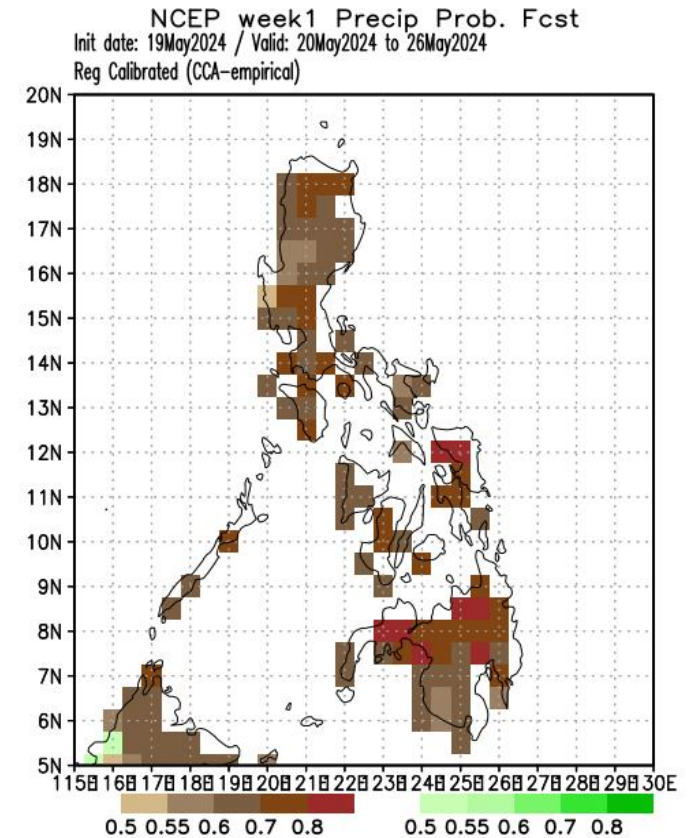 NCEP week1 Precip Prob. Fcst
Init date: 19May2024 / Valid: 20May2024 to 26May2024
Reg Calibrated (CCA-empirical)
20N
19N
18N
17N
16N
15N
14N
13N
12N
11N
10N
9N
8N
7N
6N
5N
115E 116E 117E 118E 119E 120E 121E 122E 123E 124E 125E 126E 127E 128E 129E 130E
0.5 0.55 0.6 0.7 0.8 0.5 0.55 0.6 0.7 0.8